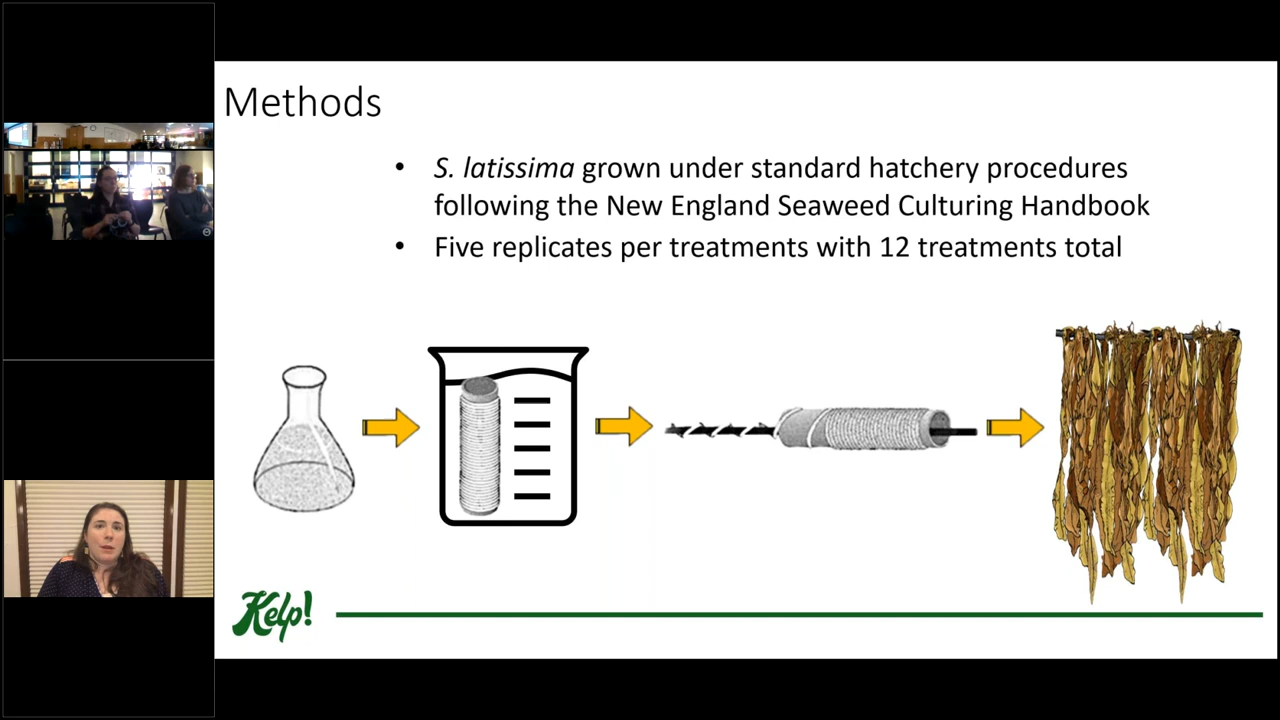 Methods
• S. latissima grown under standard hatchery procedures
following the New England Seaweed Culturing Handbook
• Five replicates per treatments with 12 treatments total
Kelp!